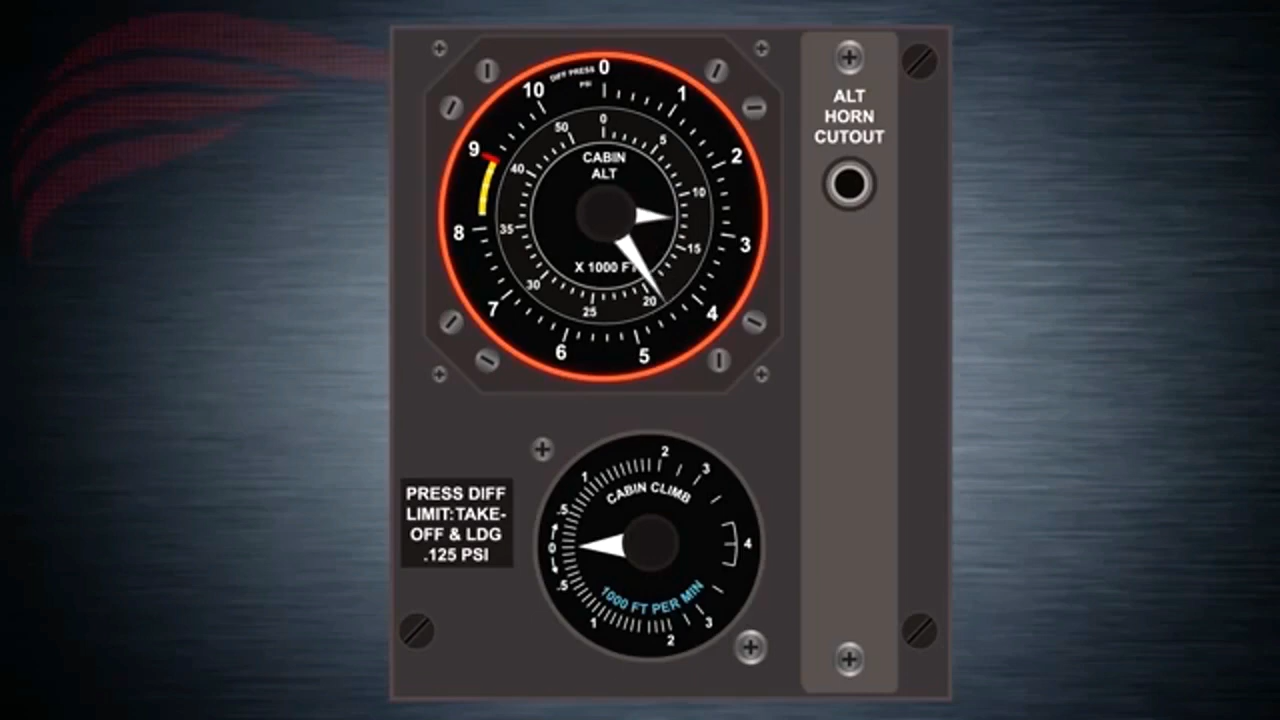 DIFF PRESS
PSI
0
1
2
3
4
5
6
7
8
9
10
0
5
10
15
20
25
30
35
40
50
CABIN
ALT
X 1000 FT
ALT
HORN
CUTOUT
PRESS DIFF
LIMIT:TAKE-
OFF & LDG
.125 PSI
CABIN CLIMB
0
.5
1
2
3
4
3
2
1
.5
1000 FT PER MIN